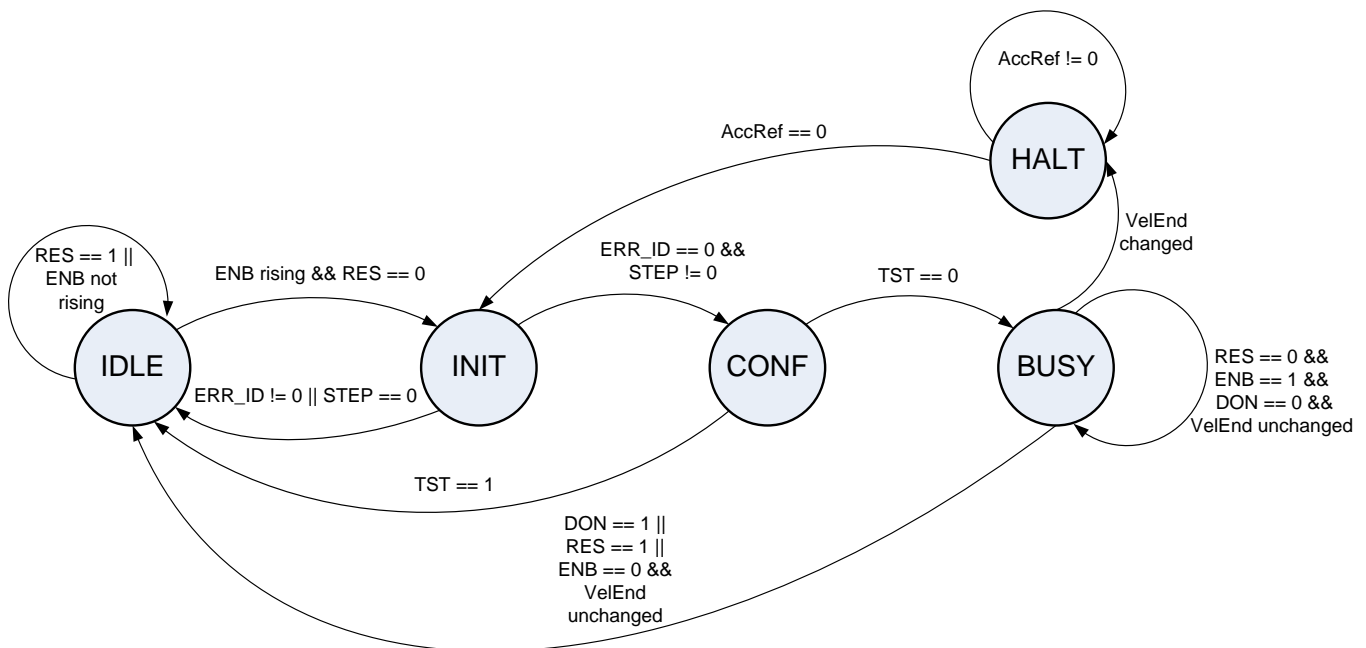 AccRef != 0
AccRef == 0
HALT
VelEnd
changed
RES == 1 ||
ENB not
rising
ENB rising && RES == 0
ERR_ID == 0 &&
STEP != 0
TST == 0
IDLE
INIT
CONF
BUSY
RES == 0 &&
ENB == 1 &&
DON == 0 &&
VelEnd unchanged
ERR_ID != 0 || STEP == 0
TST == 1
DON == 1 ||
RES == 1 ||
ENB == 0 &&
VelEnd
unchanged